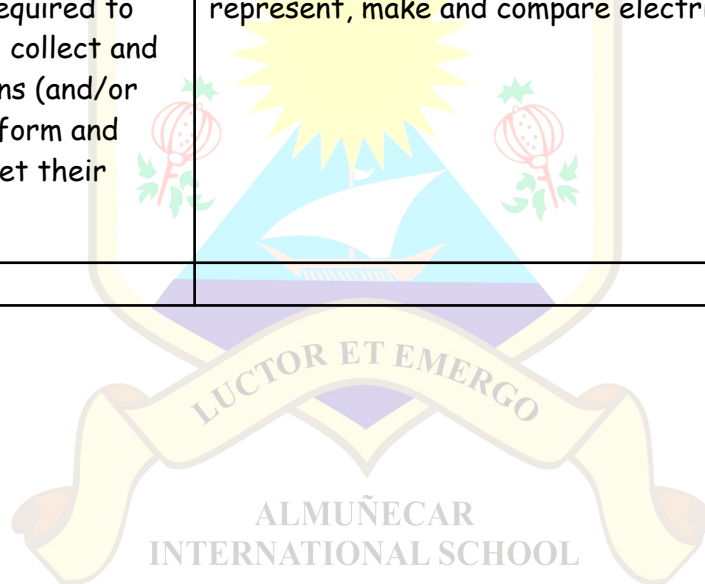 equired to
collect and
ns (and/or
form and
et their
represent, make and compare electri
LUCTOR ET EMERGO
ALMUÑECAR
INTERNATIONAL SCHOOL